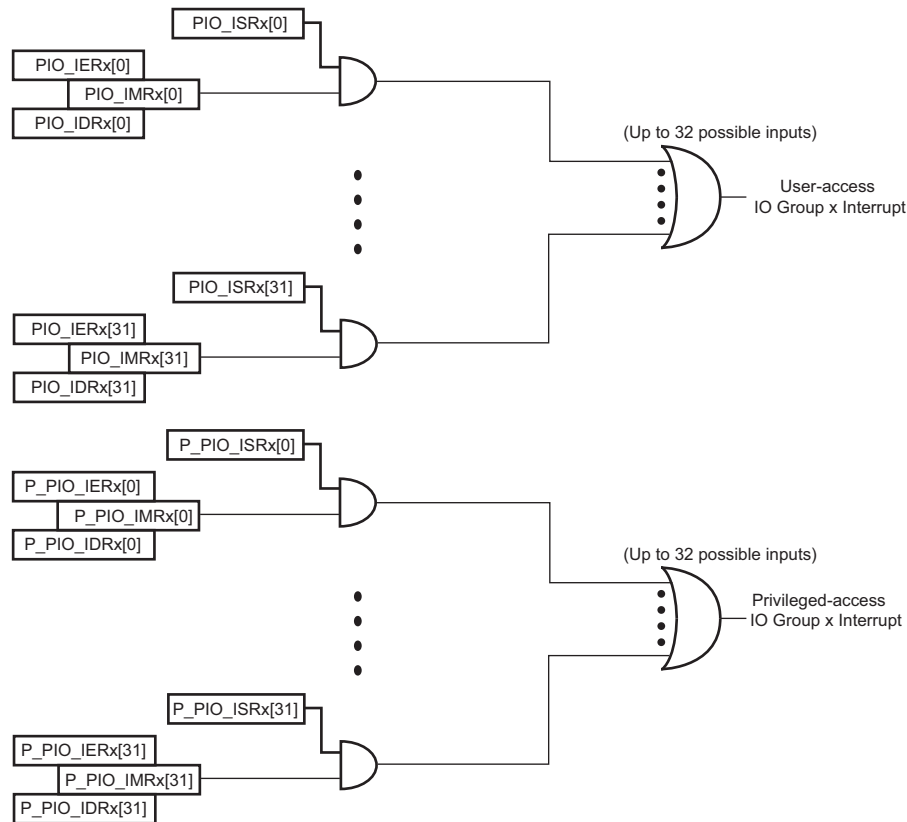 PIO_ISRx[0]
PIO_IERx[0]
PIO_IMRx[0]
PIO_IDRx[0]
(Up to 32 possible inputs)
User-access
IO Group x Interrupt
PIO_ISRx[31]
PIO_IERx[31]
PIO_IMRx[31]
PIO_IDRx[31]
P_PIO_ISRx[0]
P_PIO_IERx[0]
P_PIO_IMRx[0]
P_PIO_IDRx[0]
(Up to 32 possible inputs)
Privileged-access
IO Group x Interrupt
P_PIO_ISRx[31]
P_PIO_IERx[31]
P_PIO_IMRx[31]
P_PIO_IDRx[31]